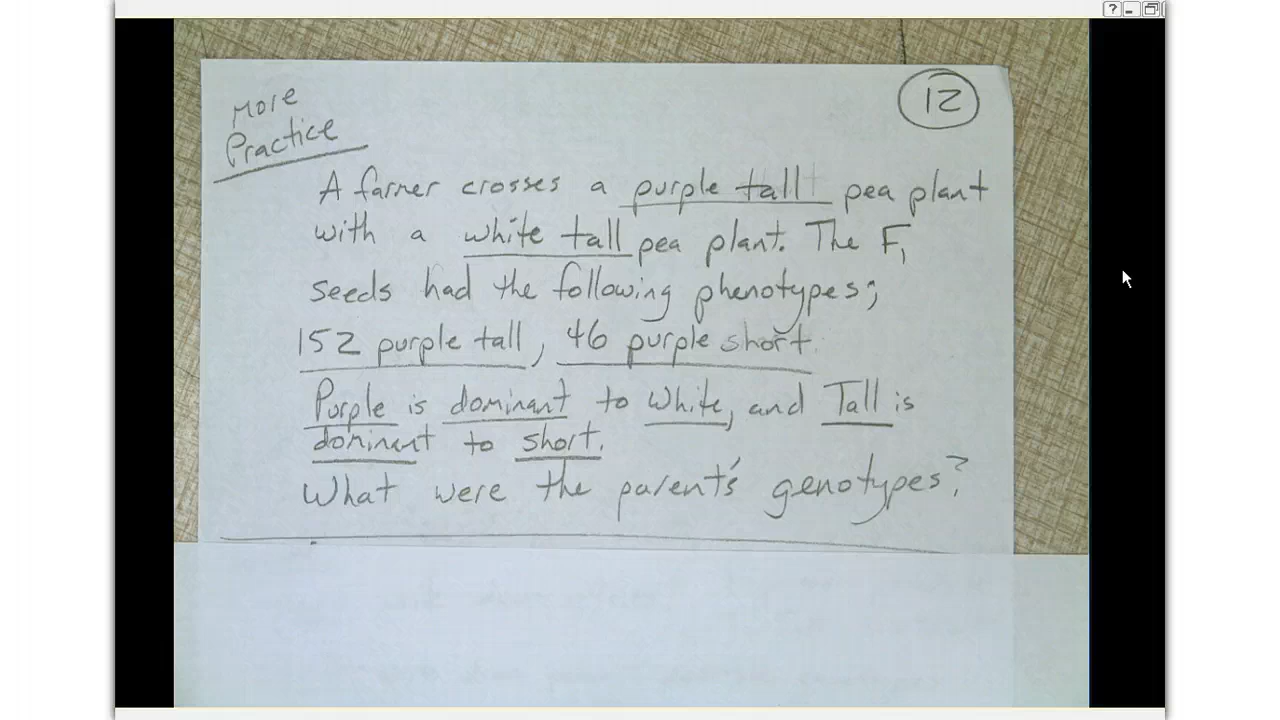 More
Practice
12
A farmer crosses a purple tall pea plant
with a white tall pea plant. The F1
seeds had the following phenotypes;
152 purple tall, 46 purple short.
Purple is dominant to White, and Tall is
dominant to short.
What were the parent's genotypes?